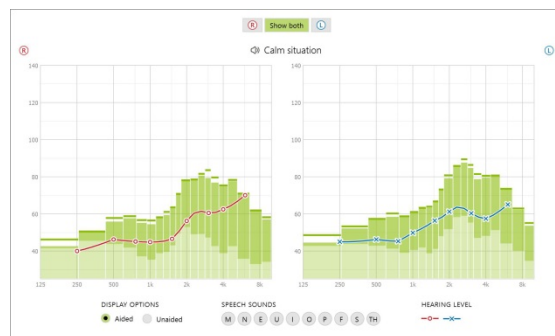 R Show both L
R Calm situation L
140 140
120 120
100 100
80 80
60 60
40 40
125 250 500 1k 2k 4k 8k 125 250 500 1k 2k 4k 8k
DISPLAY OPTIONS SPEECH SOUNDS HEARING LEVEL
Aided Unaided M N E U I O P F S TH